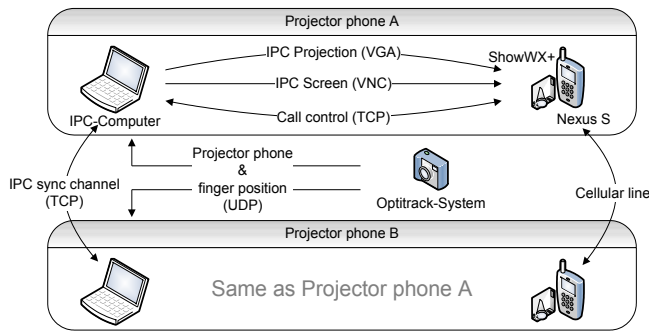 Projector phone A
IPC Projection (VGA)
ShowWX+
IPC Screen (VNC)
Call control (TCP)
IPC-Computer
Nexus S
Projector phone
&
finger position
(UDP)
IPC sync channel
(TCP)
Optitrack-System
Cellular line
Projector phone B
Same as Projector phone A